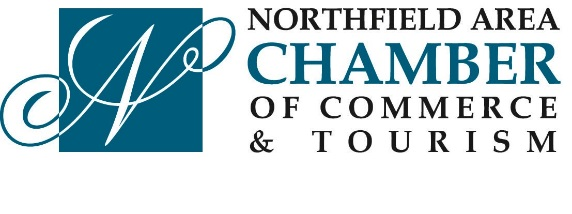 N
NORTHFIELD AREA
CHAMBER
OF COMMERCE
& TOURISM